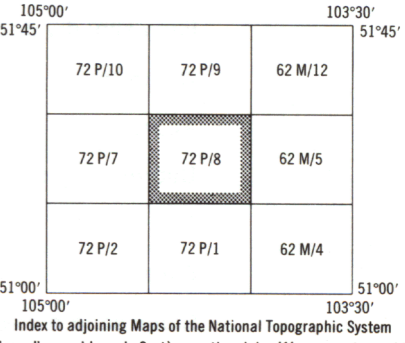 105°00′ 103°30′
51°45′ 51°45′
72 P/10 72 P/9 62 M/12
72 P/7 72 P/8 62 M/5
72 P/2 72 P/1 62 M/4
51°00′ 51°00′
105°00′ 103°30′
Index to adjoining Maps of the National Topographic System